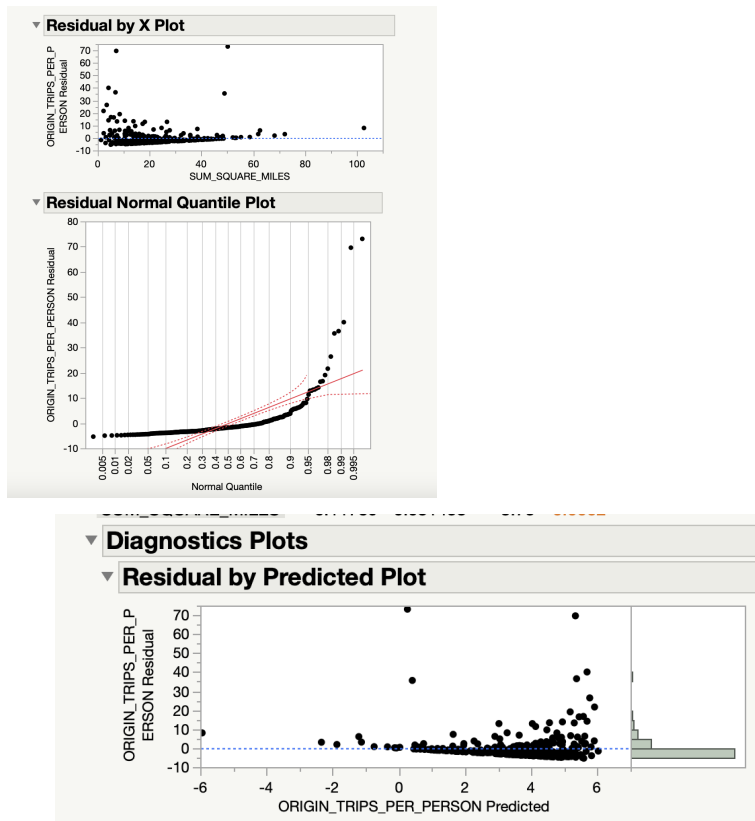 Residual by X Plot
ORIGIN_TRIPS_PER_P
ERSON Residual
70
60
50
40
30
20
10
0
-10
0 20 40 60 80 100
SUM_SQUARE_MILES
Residual Normal Quantile Plot
ORIGIN_TRIPS_PER_PERSON Residual
80
70
60
50
40
30
20
10
0
-10
0.005 0.01 0.02 0.05 0.1 0.2 0.3 0.4 0.5 0.6 0.7 0.8 0.9 0.95 0.98 0.99 0.995
Normal Quantile
Diagnostics Plots
Residual by Predicted Plot
ORIGIN_TRIPS_PER_P
ERSON Residual
70
60
50
40
30
20
10
0
-10
-6 -4 -2 0 2 4 6
ORIGIN_TRIPS_PER_PERSON Predicted